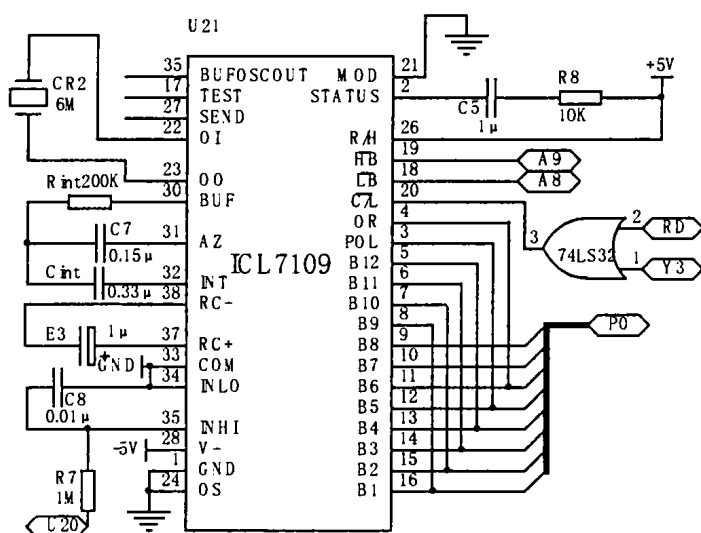 U21
35 BUFOSCOUT
17 TEST
27 SEND
22 OI
23 OO
30 BUF
31 AZ
32 INT
38 RC-
37 RC+
33 COM
34 INLO
35 INHI
28 V-
1 GND
24 OS
ICL7109
MOD 21
STATUS 2
R/H̅ 26
H̅B̅ 19
L̅B̅ 18
C̅/L̅ 20
OR 4
POL 3
B12 5
B11 6
B10 7
B9 8
B8 9
B7 10
B6 11
B5 12
B4 13
B3 14
B2 15
B1 16
CR2
6M
Rint200K
C7
0.15μ
Cint
0.33μ
E3
1μ
+
GND
C8
0.01μ
-5V
R7
1M
U20
C5
1μ
R8
10K
+5V
A9
A8
3
74LS32
2
RD
1
Y3
P0